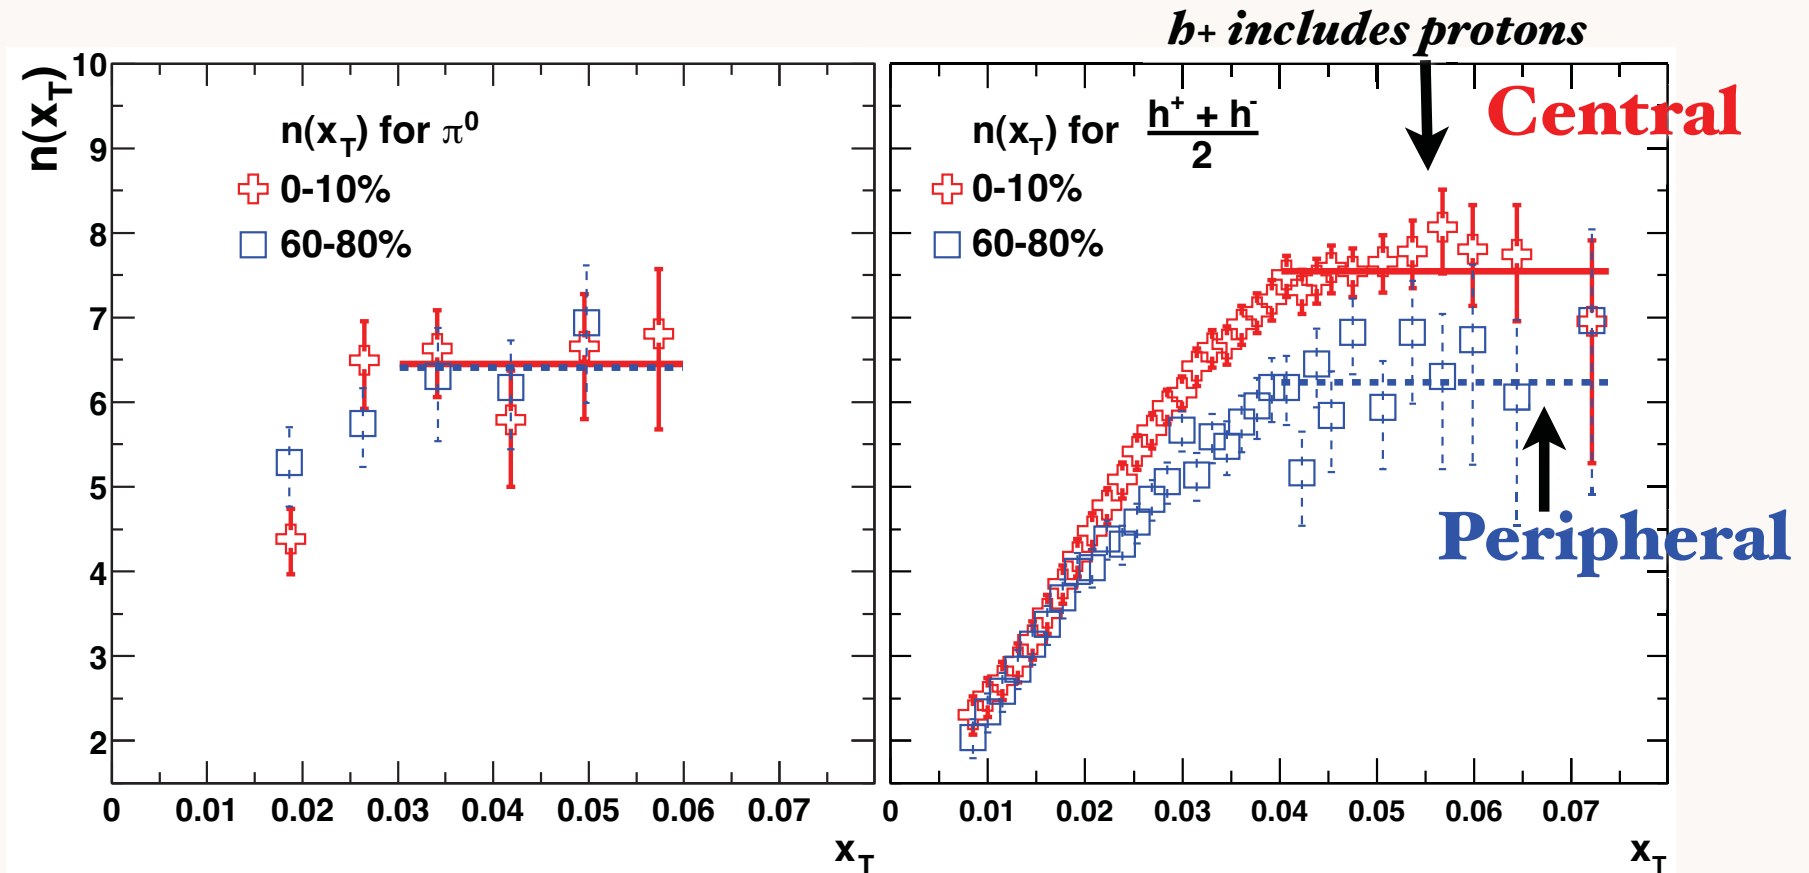 h+ includes protons
Central
Peripheral
n(x_T)
10
9
8
7
6
5
4
3
2
n(x_T) for π⁰
0-10%
60-80%
0 0.01 0.02 0.03 0.04 0.05 0.06 0.07
x_T
n(x_T) for h⁺ + h⁻
2
0-10%
60-80%
0 0.01 0.02 0.03 0.04 0.05 0.06 0.07
x_T